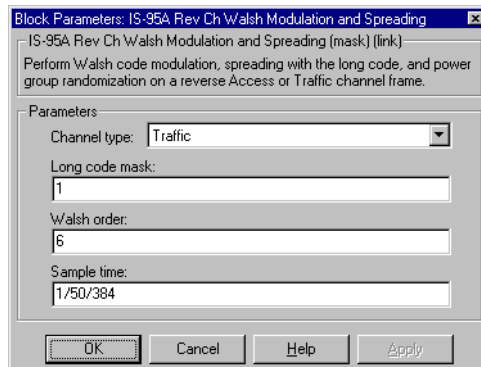 Block Parameters: IS-95A Rev Ch Walsh Modulation and Spreading
IS-95A Rev Ch Walsh Modulation and Spreading (mask) (link)
Perform Walsh code modulation, spreading with the long code, and power
group randomization on a reverse Access or Traffic channel frame.
Parameters
Channel type: Traffic
Long code mask:
1
Walsh order:
6
Sample time:
1/50/384
OK Cancel Help Apply